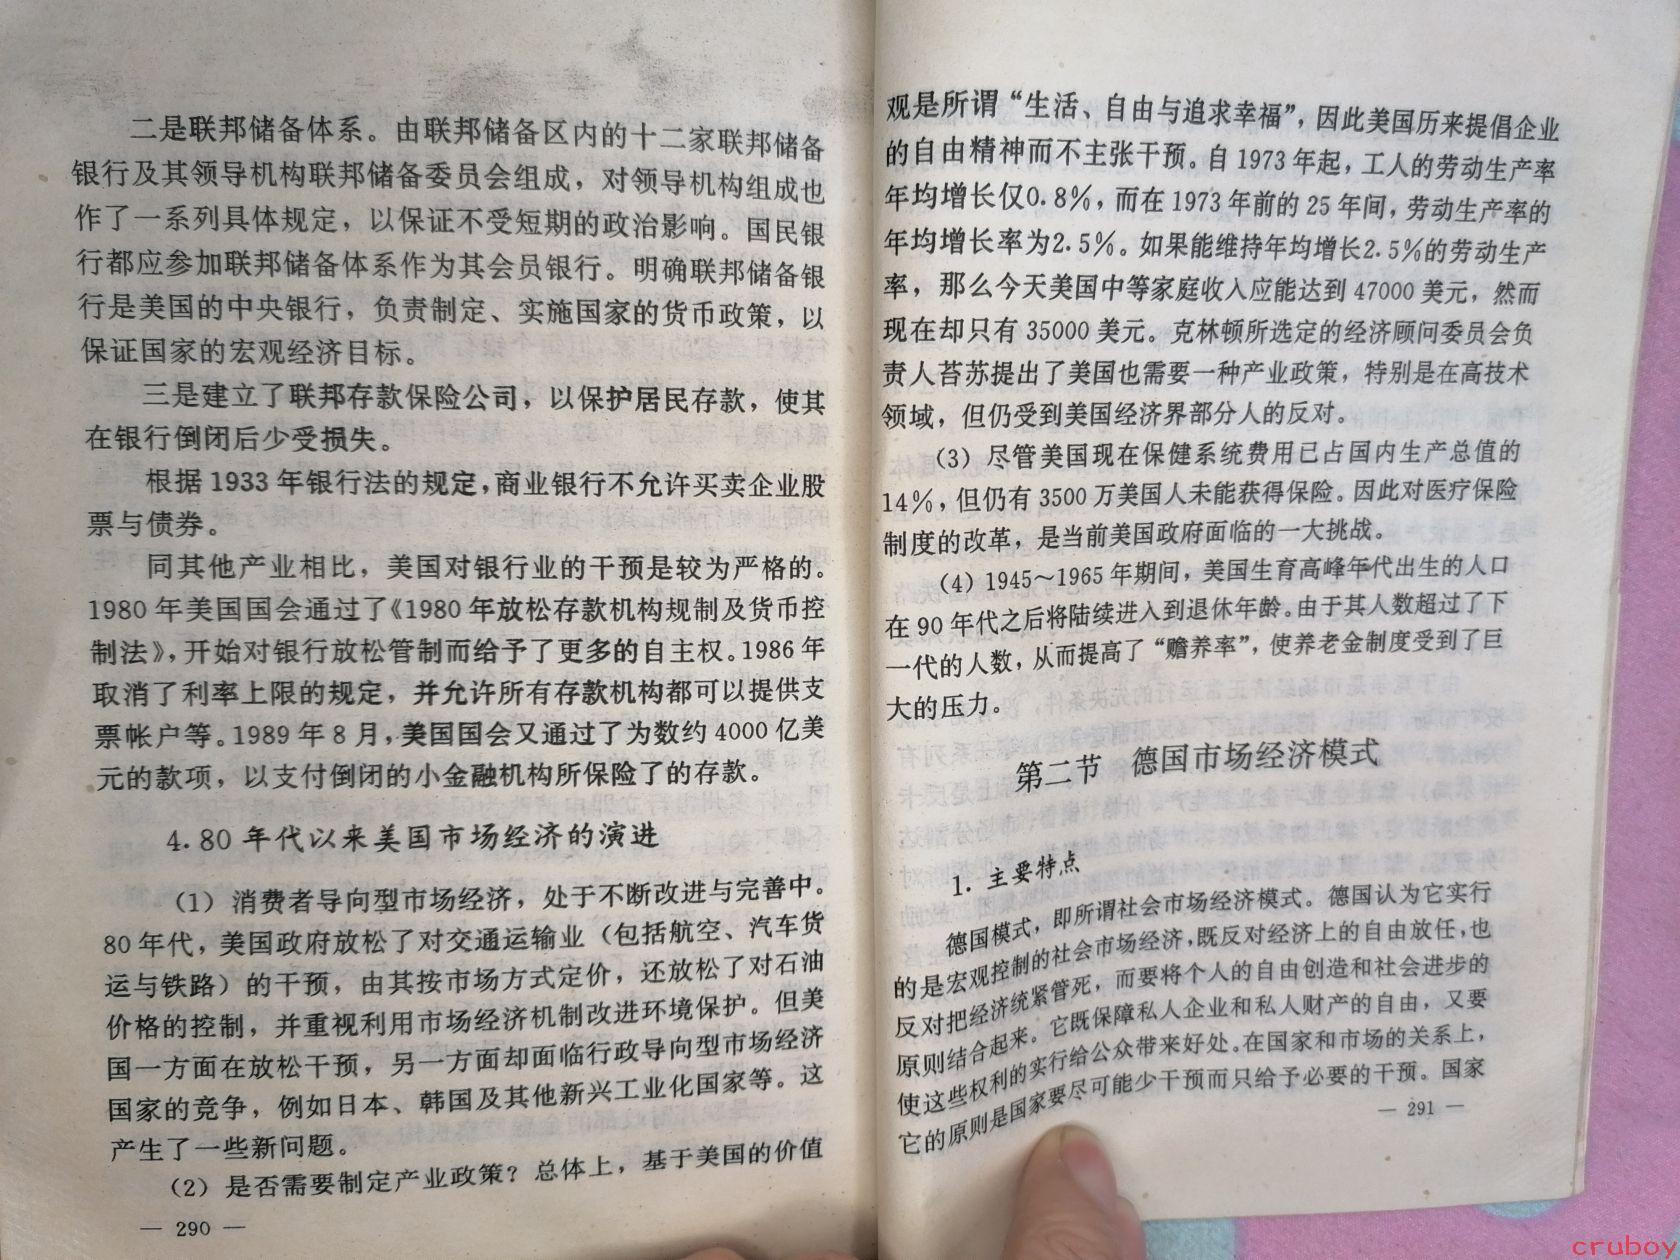 二是联邦储备体系。由联邦储备区内的十二家联邦储备
银行及其领导机构联邦储备委员会组成，对领导机构组成也
作了一系列具体规定，以保证不受短期的政治影响。国民银
行都应参加联邦储备体系作为其会员银行。明确联邦储备银
行是美国的中央银行，负责制定、实施国家的货币政策，以
保证国家的宏观经济目标。
三是建立了联邦存款保险公司，以保护居民存款，使其
在银行倒闭后少受损失。
根据1933年银行法的规定，商业银行不允许买卖企业股
票与债券。
同其他产业相比，美国对银行业的干预是较为严格的。
1980年美国国会通过了《1980年放松存款机构规制及货币控
制法》，开始对银行放松管制而给予了更多的自主权。1986年
取消了利率上限的规定，并允许所有存款机构都可以提供支
票帐户等。1989年8月，美国国会又通过了为数约4000亿美
元的款项，以支付倒闭的小金融机构所保险了的存款。
4.80年代以来美国市场经济的演进
（1）消费者导向型市场经济，处于不断改进与完善中。
80年代，美国政府放松了对交通运输业（包括航空、汽车货
运与铁路）的干预，由其按市场方式定价，还放松了对石油
价格的控制，并重视利用市场经济机制改进环境保护。但美
国一方面在放松干预，另一方面却面临行政导向型市场经济
国家的竞争，例如日本、韩国及其他新兴工业化国家等。这
产生了一些新问题。
（2）是否需要制定产业政策？总体上，基于美国的价值
— 290 —
观是所谓“生活、自由与追求幸福”，因此美国历来提倡企业
的自由精神而不主张干预。自1973年起，工人的劳动生产率
年均增长仅0.8%，而在1973年前的25年间，劳动生产率的
年均增长率为2.5%。如果能维持年均增长2.5%的劳动生产
率，那么今天美国中等家庭收入应能达到47000美元，然而
现在却只有35000美元。克林顿所选定的经济顾问委员会负
责人苔苏提出了美国也需要一种产业政策，特别是在高技术
领域，但仍受到美国经济界部分人的反对。
（3）尽管美国现在保健系统费用已占国内生产总值的
14%，但仍有3500万美国人未能获得保险。因此对医疗保险
制度的改革，是当前美国政府面临的一大挑战。
（4）1945～1965年期间，美国生育高峰年代出生的人口
在90年代之后将陆续进入到退休年龄。由于其人数超过了下
一代的人数，从而提高了“赡养率”，使养老金制度受到了巨
大的压力。
第二节　德国市场经济模式
1.主要特点
德国模式，即所谓社会市场经济模式。德国认为它实行
的是宏观控制的社会市场经济，既反对经济上的自由放任，也
反对把经济统紧管死，而要将个人的自由创造和社会进步的
原则结合起来。它既保障私人企业和私人财产的自由，又要
使这些权利的实行给公众带来好处。在国家和市场的关系上，
它的原则是国家要尽可能少干预而只给予必要的干预。国家
— 291 —
cruboy